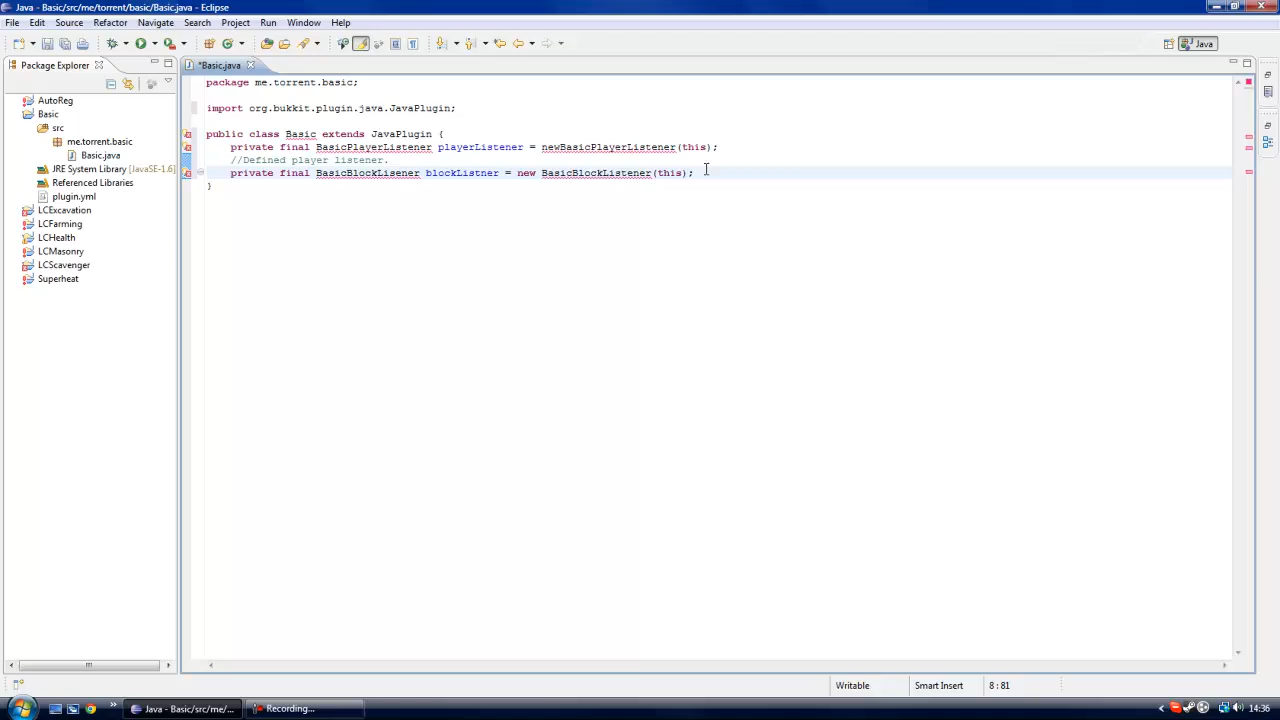 Java - Basic/src/me/torrent/basic/Basic.java - Eclipse
File Edit Source Refactor Navigate Search Project Run Window Help
Java
Package Explorer
*Basic.java
AutoReg
Basic
src
me.torrent.basic
Basic.java
JRE System Library [JavaSE-1.6]
Referenced Libraries
plugin.yml
LCExcavation
LCFarming
LCHealth
LCMasonry
LCScavenger
Superheat
package me.torrent.basic;
import org.bukkit.plugin.java.JavaPlugin;
public class Basic extends JavaPlugin {
private final BasicPlayerListener playerListener = newBasicPlayerListener(this);
//Defined player listener.
private final BasicBlockLisener blockListner = new BasicBlockListener(this);
}
Writable Smart Insert 8 : 81
Java - Basic/src/me/... Recording... 14:36